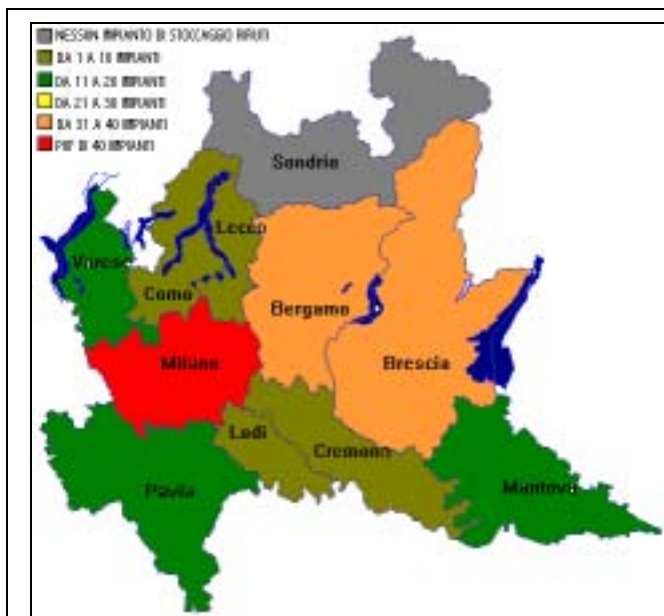 NESSUN IMPIANTO DI STOCCAGGIO RIFIUTI
DA 1 A 10 IMPIANTI
DA 11 A 20 IMPIANTI
DA 21 A 30 IMPIANTI
DA 31 A 40 IMPIANTI
PIU' DI 40 IMPIANTI
Sondrio
Lecco
Varese
Como
Bergamo
Milano
Brescia
Lodi
Cremona
Pavia
Mantova